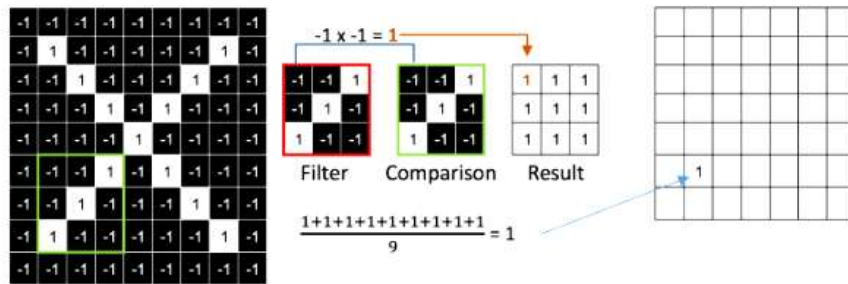 -1 -1 -1 -1 -1 -1 -1 -1 -1
-1 1 -1 -1 -1 -1 -1 1 -1
-1 -1 1 -1 -1 -1 1 -1 -1
-1 -1 -1 1 -1 1 -1 -1 -1
-1 -1 -1 -1 1 -1 -1 -1 -1
-1 -1 -1 1 -1 1 -1 -1 -1
-1 -1 1 -1 -1 -1 1 -1 -1
-1 1 -1 -1 -1 -1 -1 1 -1
-1 -1 -1 -1 -1 -1 -1 -1 -1
-1 x -1 = 1
-1 -1 1
-1 1 -1
1 -1 -1
Filter
-1 -1 1
-1 1 -1
1 -1 -1
Comparison
1 1 1
1 1 1
1 1 1
Result
1+1+1+1+1+1+1+1+1
9
= 1
1